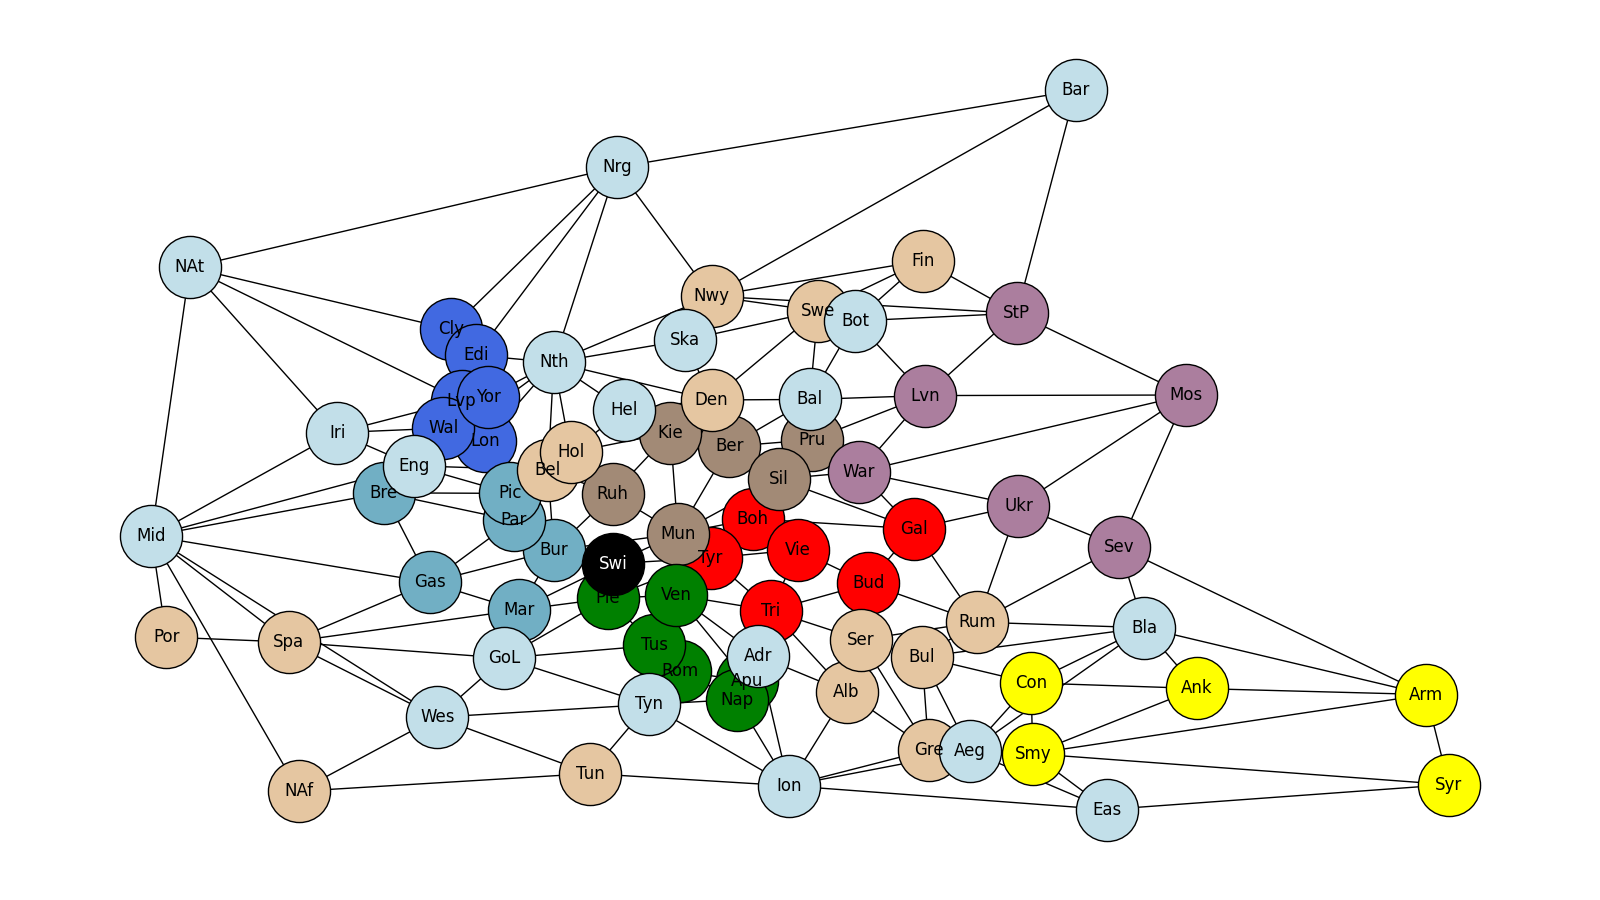 Bar
Nrg
NAt
Fin
Nwy
Swe
StP
Bot
Cly
Ska
Edi
Nth
Mos
Lvn
Yor
Lvp
Den
Bal
Hel
Iri
Wal
Lon
Kie
Ber
Pru
Hol
Bel
Eng
War
Sil
Bre
Pic
Ruh
Ukr
Par
Boh
Gal
Mid
Mun
Sev
Bur
Swi
Tyr
Vie
Gas
Bud
Pie
Ven
Mar
Tri
Rum
Bla
Por
Spa
Ser
Tus
GoL
Adr
Bul
Rom
Apu
Con
Ank
Alb
Nap
Arm
Tyn
Wes
Gre
Aeg
Smy
Tun
Ion
Syr
NAf
Eas